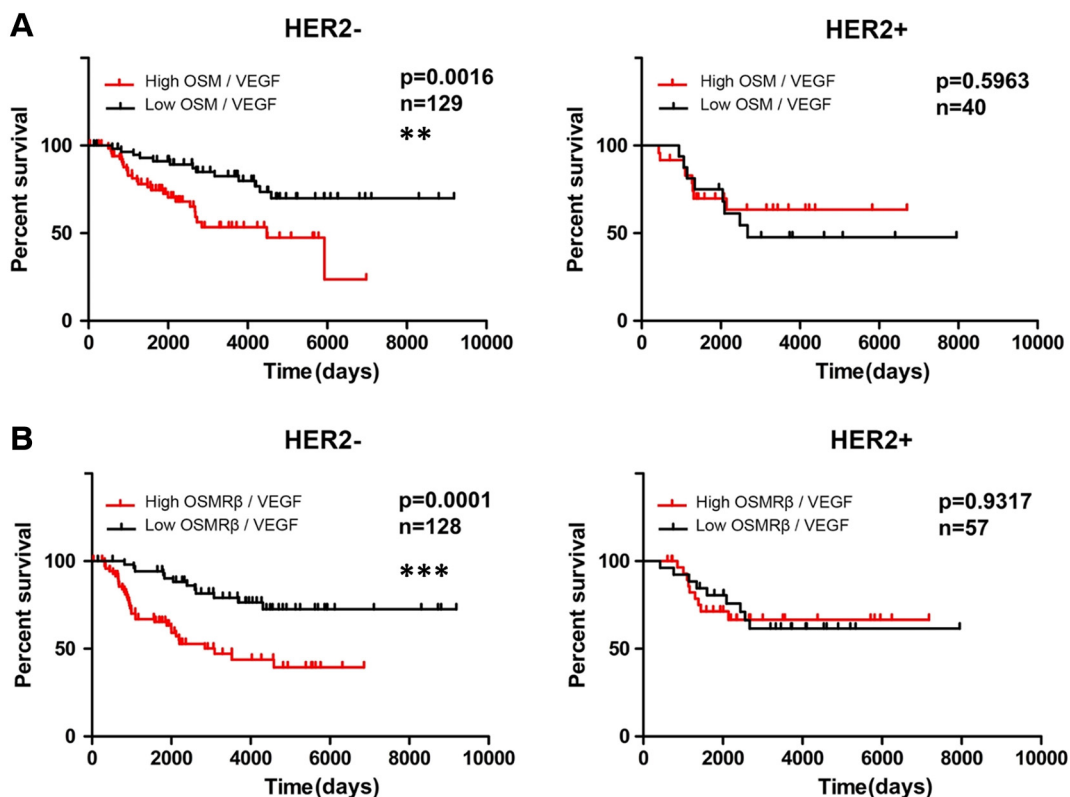 A
HER2-
High OSM / VEGF
Low OSM / VEGF
p=0.0016
n=129
**
Percent survival
100
50
0
0 2000 4000 6000 8000 10000
Time(days)
HER2+
High OSM / VEGF
Low OSM / VEGF
p=0.5963
n=40
Percent survival
100
50
0
0 2000 4000 6000 8000 10000
Time(days)
B
HER2-
High OSMRβ / VEGF
Low OSMRβ / VEGF
p=0.0001
n=128
***
Percent survival
100
50
0
0 2000 4000 6000 8000 10000
Time(days)
HER2+
High OSMRβ / VEGF
Low OSMRβ / VEGF
p=0.9317
n=57
Percent survival
100
50
0
0 2000 4000 6000 8000 10000
Time(days)